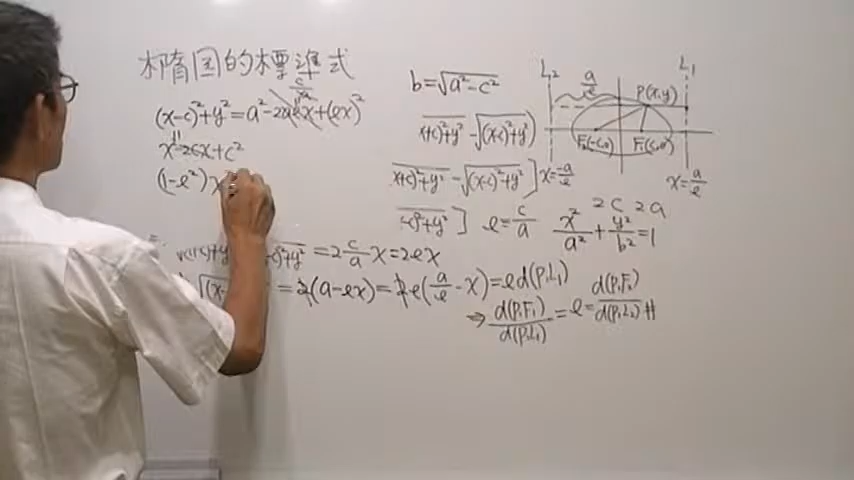 橢圓的標準式
(x-c)²+y²=a²-2aex+(ex)²
c/a
x²-2cx+c²
(1-e²)x²
b=√(a²-c²)
√((x+c)²+y²) - √((x-c)²+y²)
√((x+c)²+y²) - √((x-c)²+y²)]
-c)²+y²] e=c/a x²/a²+y²/b²=1
2c 2a
=2(c/a)x=2ex
=2(a-ex)=2e(a/e-x)=ed(P,L₁)
⇒ d(P,F₁)/d(P,L₁)=e=d(P,F₂)/d(P,L₂)#
L₂ L₁
a/e
P(x,y)
F₂(-c,0) F₁(c,0)
x=-a/e x=a/e